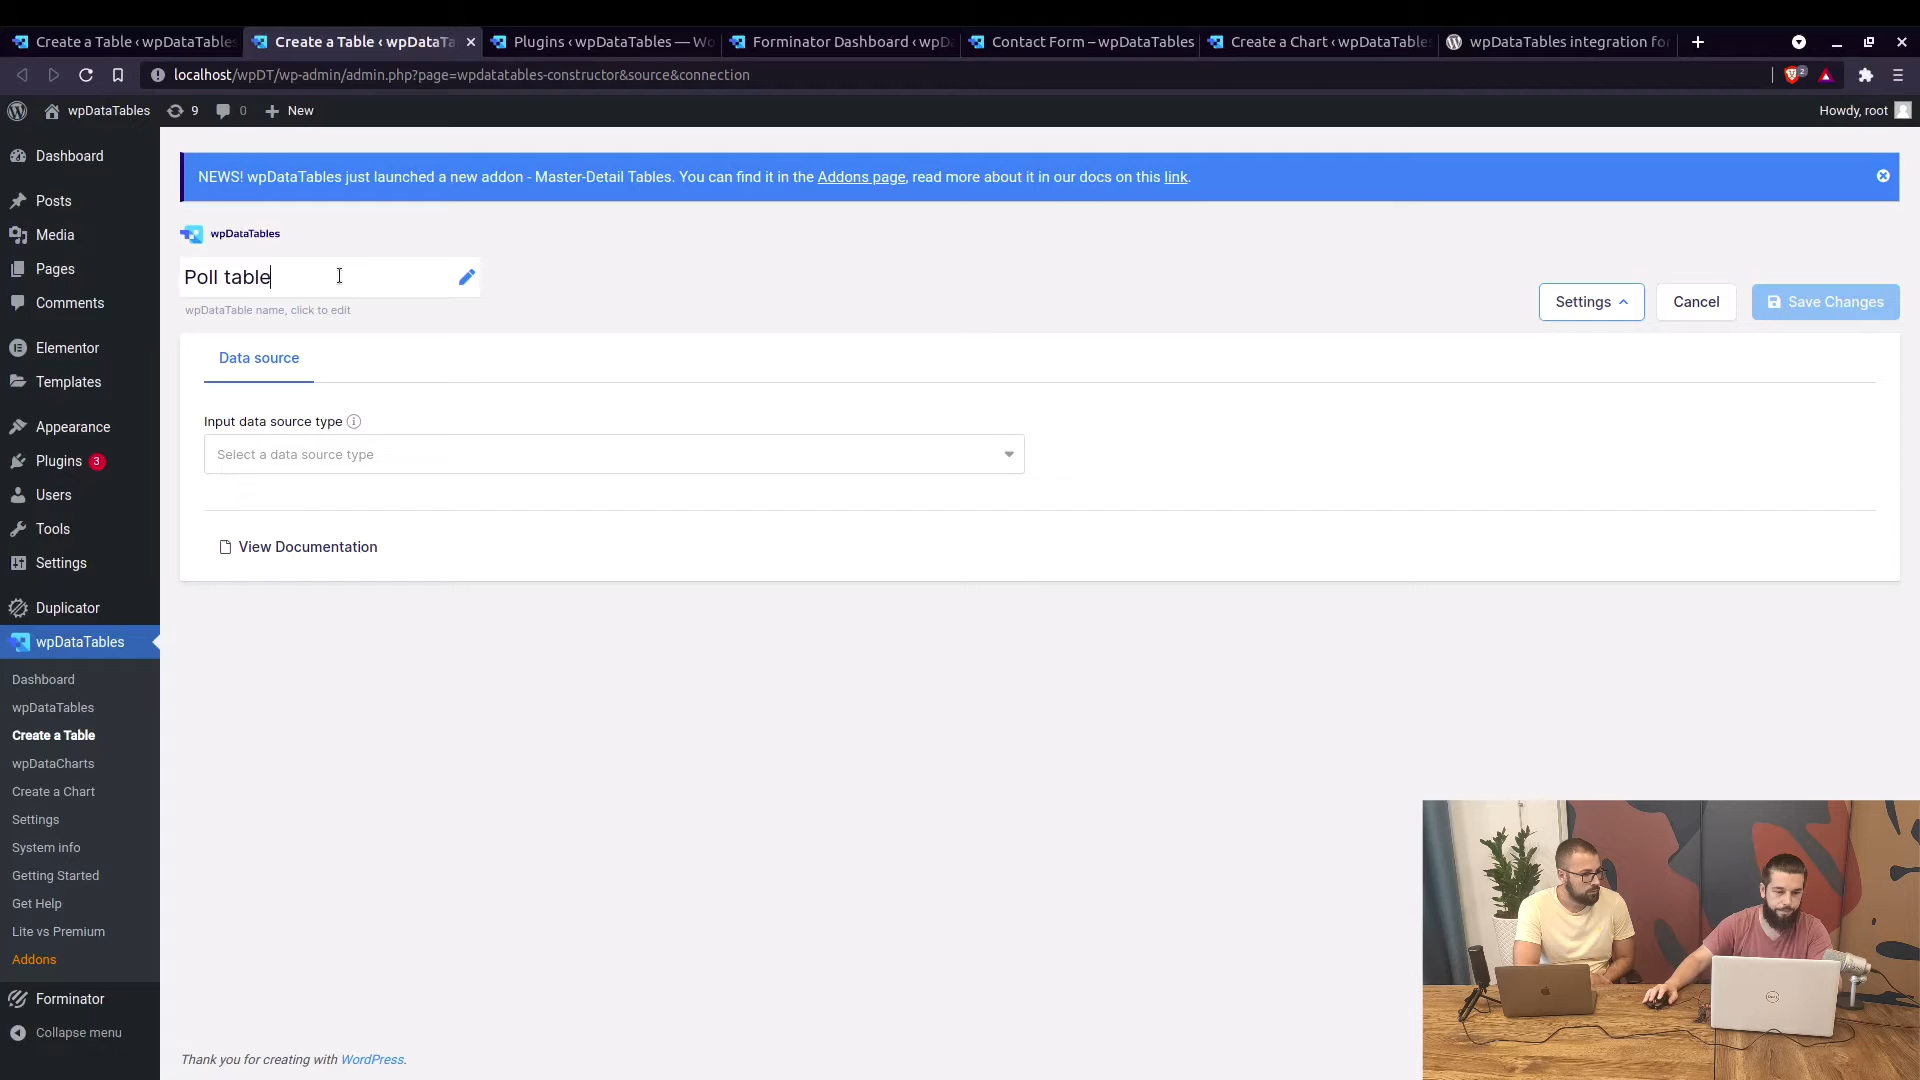 Create a Table ‹ wpDataTables
Create a Table ‹ wpDataTa
Plugins ‹ wpDataTables — Wo
Forminator Dashboard ‹ wpD
Contact Form – wpDataTables
Create a Chart ‹ wpDataTables
wpDataTables integration fo
localhost/wpDT/wp-admin/admin.php?page=wpdatatables-constructor&source&connection
2
wpDataTables
9
0
New
Howdy, root
Dashboard
Posts
Media
Pages
Comments
Elementor
Templates
Appearance
Plugins 3
Users
Tools
Settings
Duplicator
wpDataTables
Dashboard
wpDataTables
Create a Table
wpDataCharts
Create a Chart
Settings
System info
Getting Started
Get Help
Lite vs Premium
Addons
Forminator
Collapse menu
NEWS! wpDataTables just launched a new addon - Master-Detail Tables. You can find it in the Addons page, read more about it in our docs on this link.
wpDataTables
Poll table
wpDataTable name, click to edit
Settings
Cancel
Save Changes
Data source
Input data source type
Select a data source type
View Documentation
Thank you for creating with WordPress.